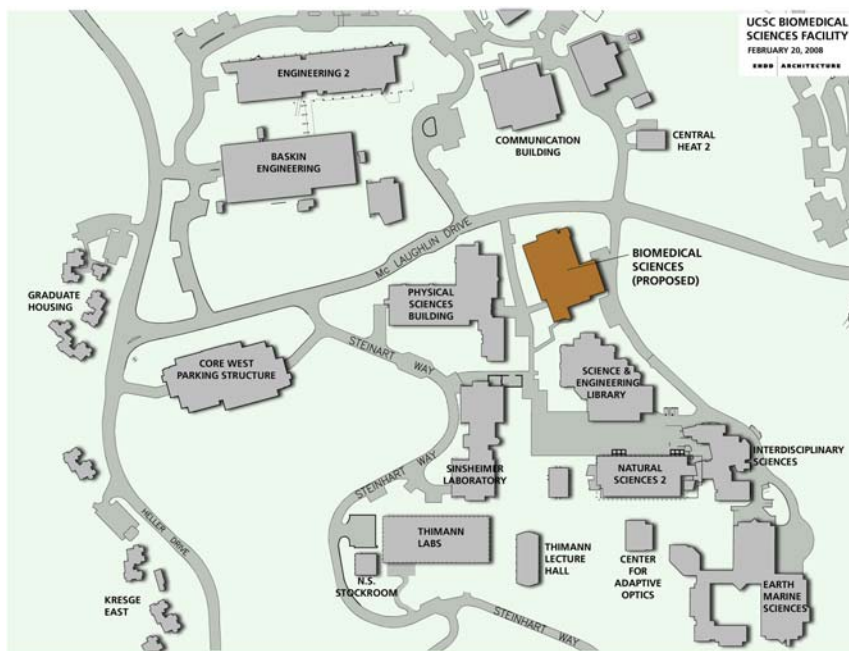 UCSC BIOMEDICAL
SCIENCES FACILITY
FEBRUARY 20, 2008
EHDD ARCHITECTURE
ENGINEERING 2
COMMUNICATION
BUILDING
CENTRAL
HEAT 2
BASKIN
ENGINEERING
Mc LAUGHLIN DRIVE
BIOMEDICAL
SCIENCES
(PROPOSED)
GRADUATE
HOUSING
PHYSICAL
SCIENCES
BUILDING
STEINART WAY
CORE WEST
PARKING STRUCTURE
SCIENCE &
ENGINEERING
LIBRARY
STEINHART WAY
SINSHEIMER
LABORATORY
NATURAL
SCIENCES 2
INTERDISCIPLINARY
SCIENCES
HELLER DRIVE
THIMANN
LABS
THIMANN
LECTURE
HALL
CENTER
FOR
ADAPTIVE
OPTICS
N.S.
STOCKROOM
EARTH
MARINE
SCIENCES
KRESGE
EAST
STEINHART WAY